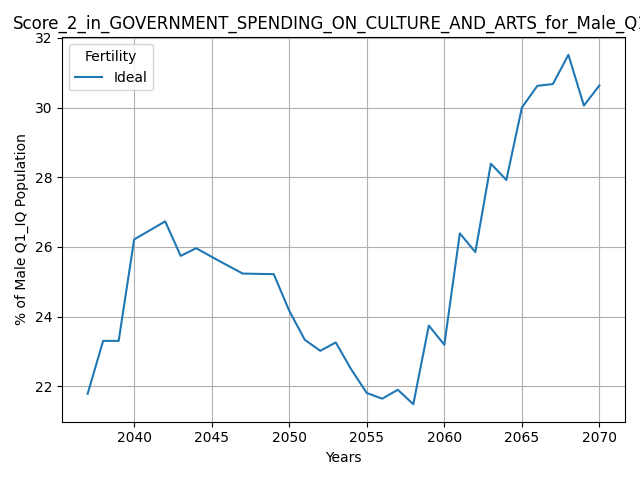 Score_2_in_GOVERNMENT_SPENDING_ON_CULTURE_AND_ARTS_for_Male_Q1
32
30
28
26
24
22
% of Male Q1_IQ Population
Fertility
Ideal
2040 2045 2050 2055 2060 2065 2070
Years